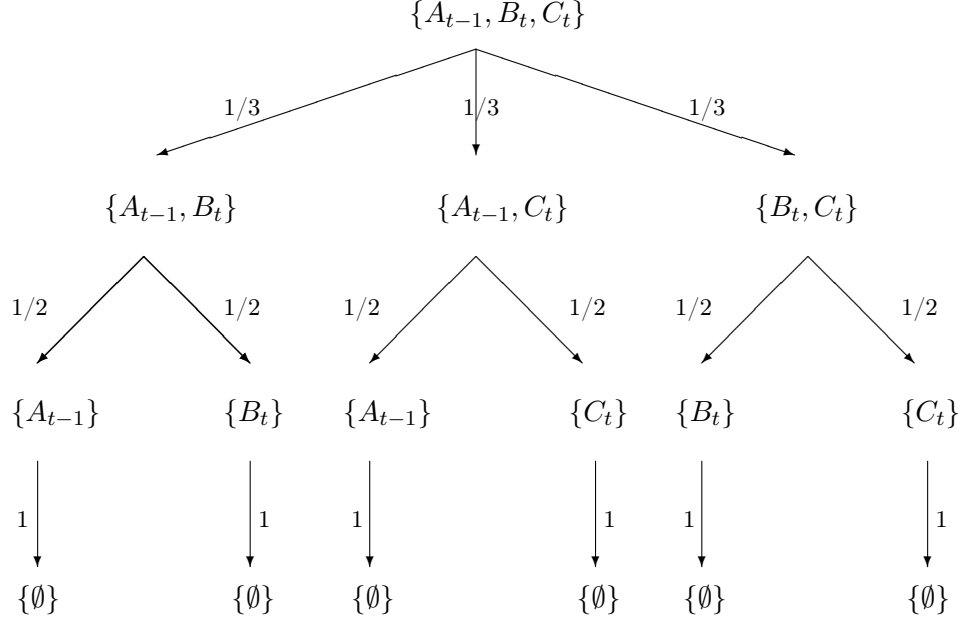 {A_{t−1}, B_t, C_t}
1/3 1/3 1/3
{A_{t−1}, B_t} {A_{t−1}, C_t} {B_t, C_t}
1/2 1/2 1/2 1/2 1/2 1/2
{A_{t−1}} {B_t} {A_{t−1}} {C_t} {B_t} {C_t}
1 1 1 1 1 1
{∅} {∅} {∅} {∅} {∅} {∅}